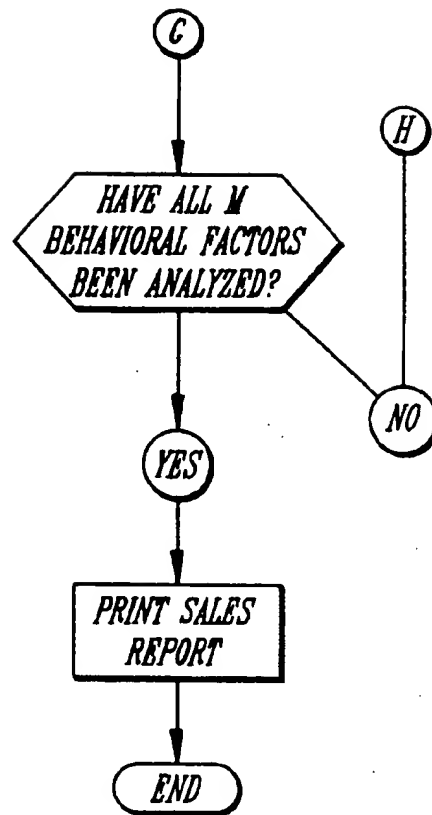 G
H
HAVE ALL M
BEHAVIORAL FACTORS
BEEN ANALYZED?
NO
YES
PRINT SALES
REPORT
END